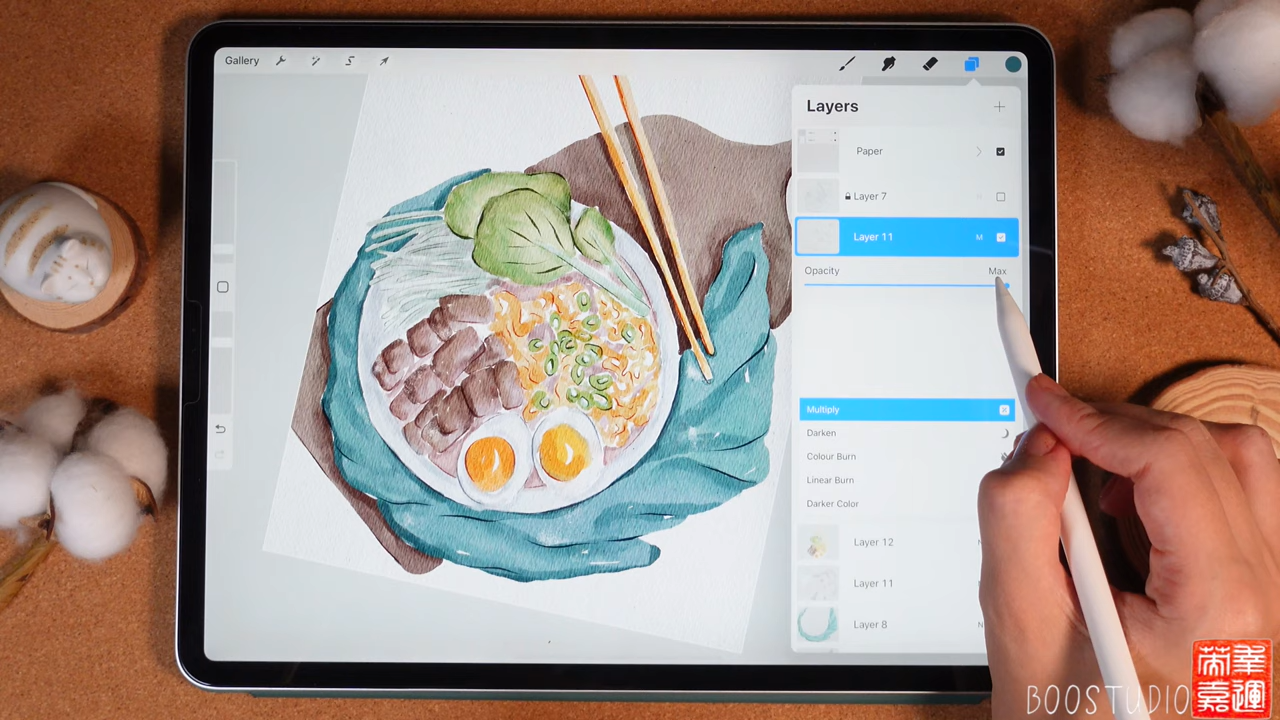 Gallery
Layers
Paper
Layer 7
N
Layer 11
M
Opacity
Max
Multiply
Darken
Colour Burn
Linear Burn
Darker Color
Layer 12
Layer 11
Layer 8
N
BOOSTUDIO